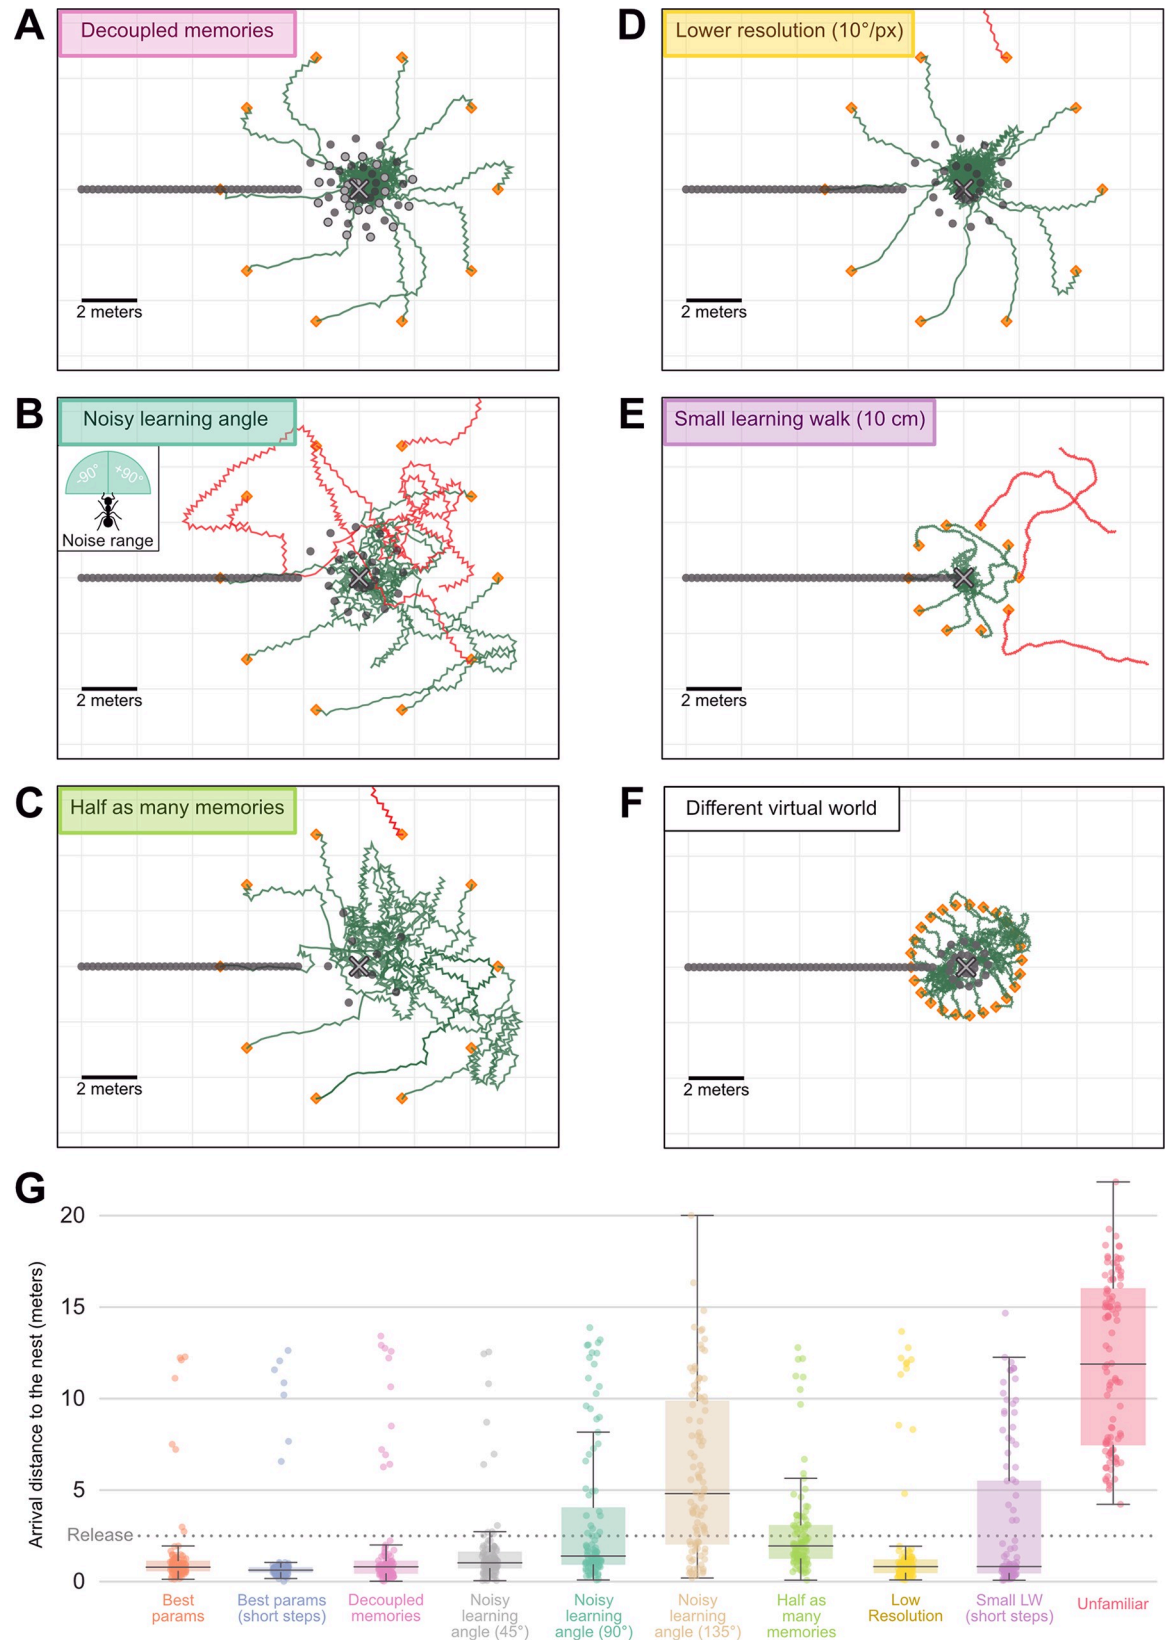 A
Decoupled memories
2 meters
D
Lower resolution (10°/px)
2 meters
B
Noisy learning angle
-90°
+90°
Noise range
2 meters
E
Small learning walk (10 cm)
2 meters
C
Half as many memories
2 meters
F
Different virtual world
2 meters
G
Arrival distance to the nest (meters)
20
15
10
5
Release
0
Best
params
Best params
(short steps)
Decoupled
memories
Noisy
learning
angle (45°)
Noisy
learning
angle (90°)
Noisy
learning
angle (135°)
Half as
many
memories
Low
Resolution
Small LW
(short steps)
Unfamiliar